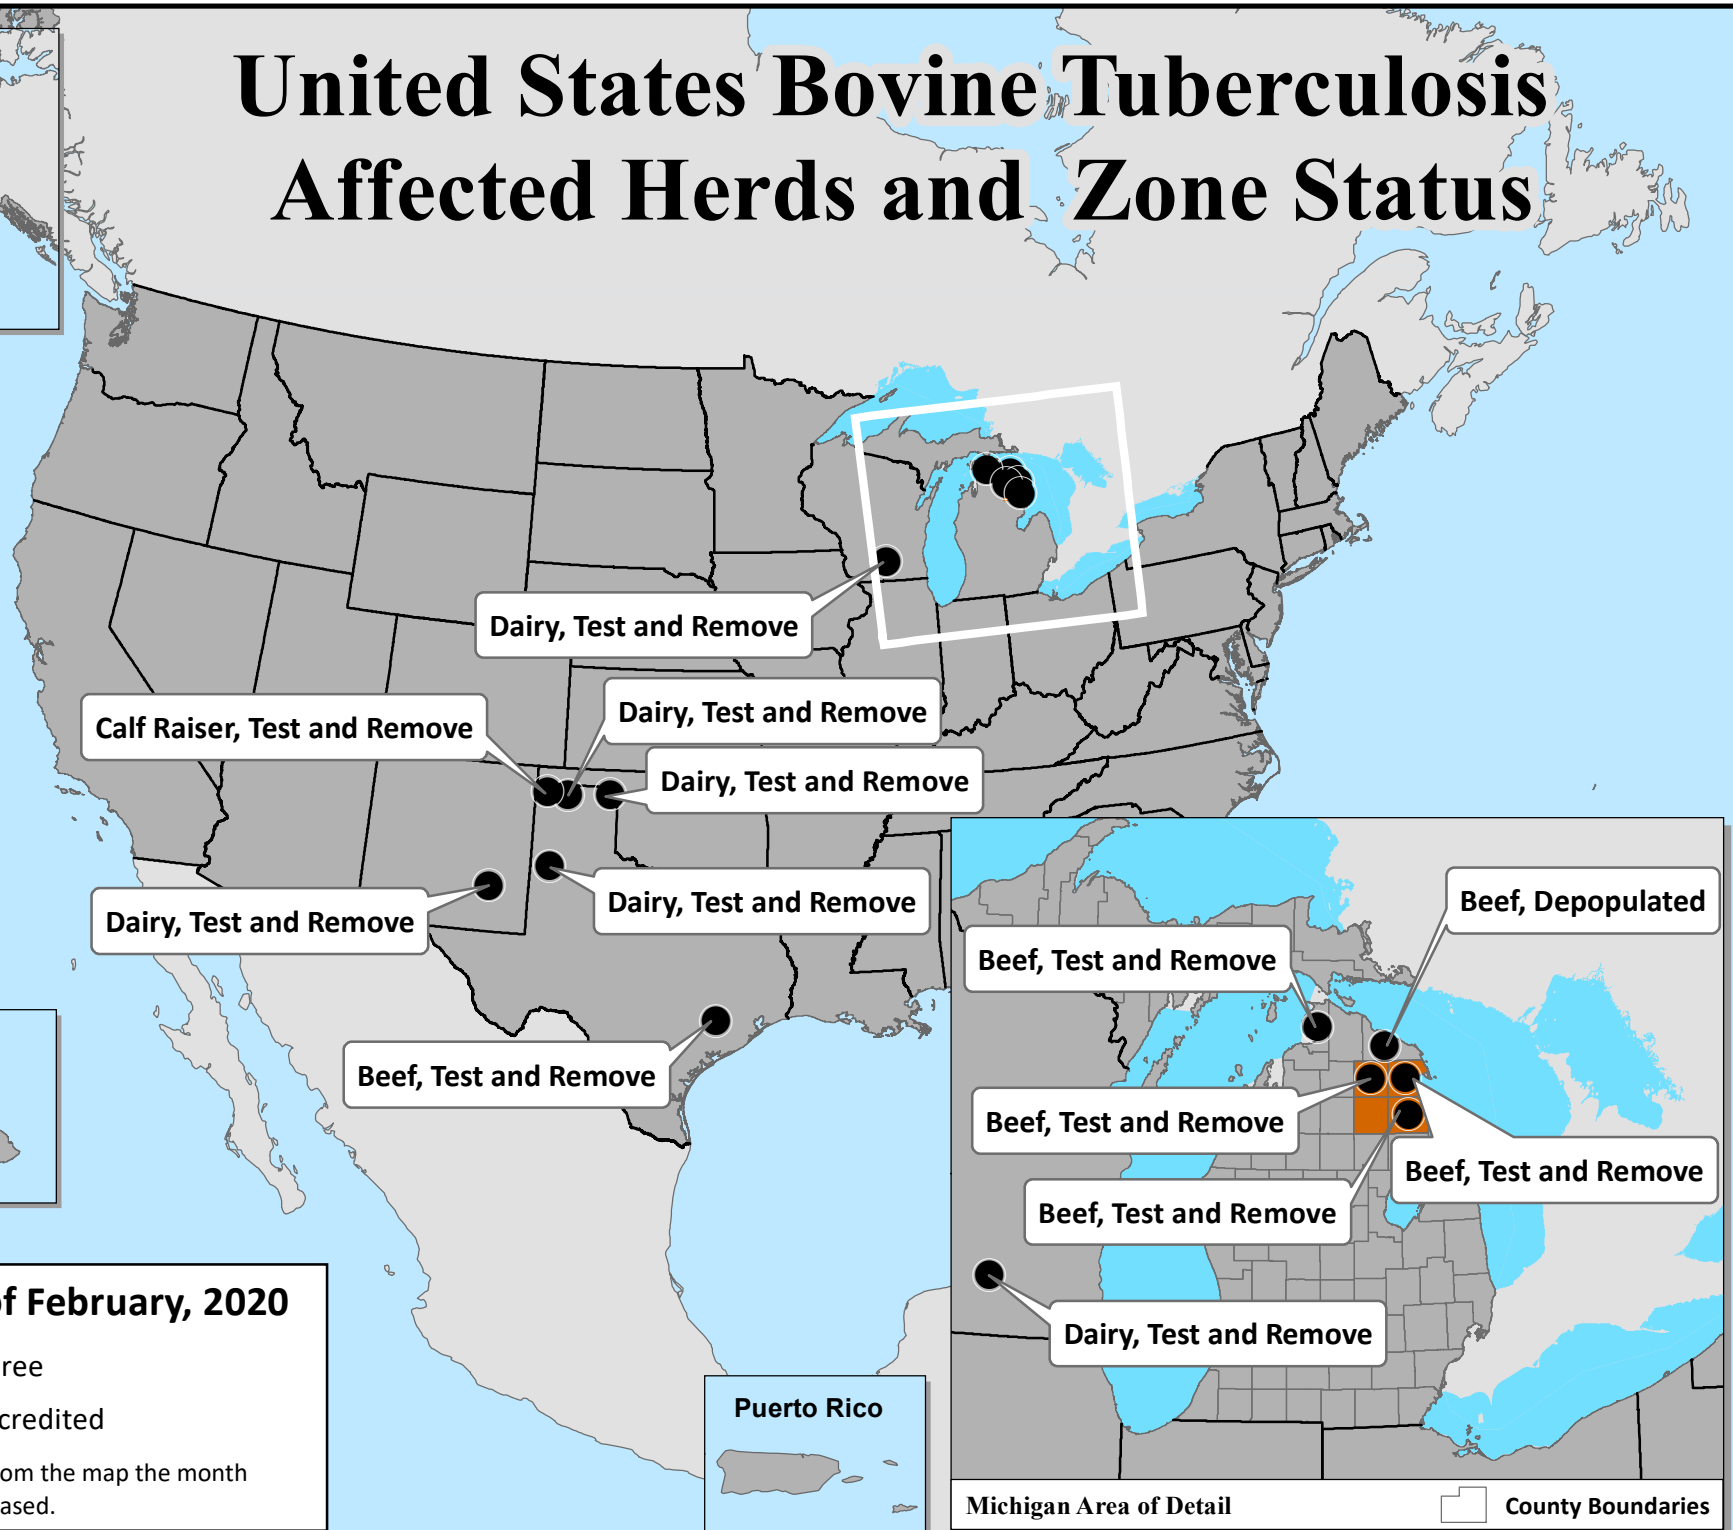 United States Bovine Tuberculosis
Affected Herds and Zone Status
Dairy, Test and Remove
Calf Raiser, Test and Remove
Dairy, Test and Remove
Dairy, Test and Remove
Dairy, Test and Remove
Dairy, Test and Remove
Beef, Test and Remove
Beef, Depopulated
Beef, Test and Remove
Beef, Test and Remove
Beef, Test and Remove
Beef, Test and Remove
Dairy, Test and Remove
Michigan Area of Detail
County Boundaries
Puerto Rico
of February, 2020
ree
credited
om the map the month
ased.